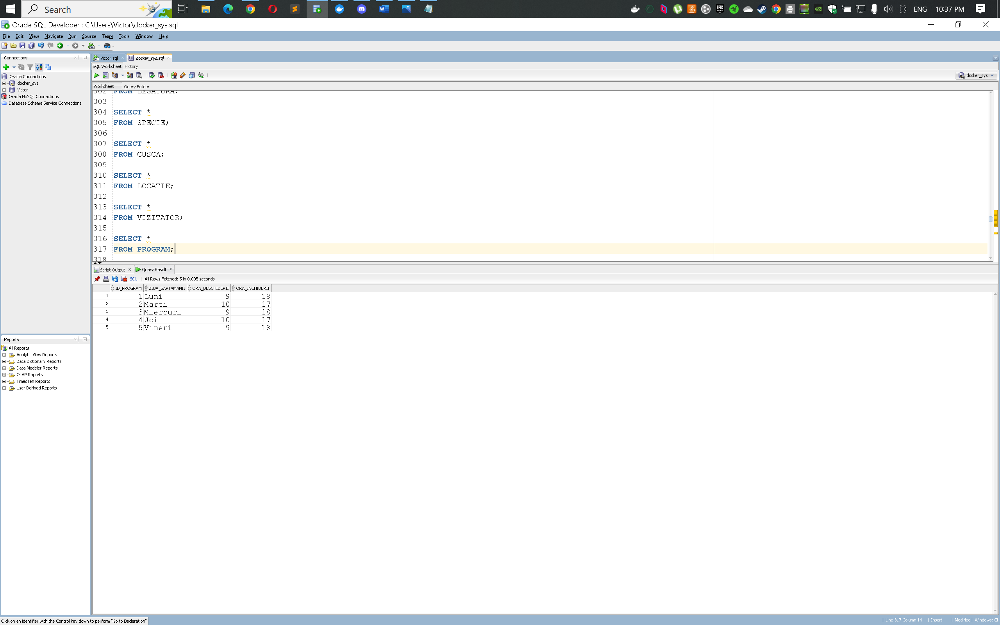 Search
ENG
10:37 PM
Oracle SQL Developer : C:\Users\Victor\docker_sys.sql
File Edit View Navigate Run Source Team Tools Window Help
Connections
Oracle Connections
docker_sys
Victor
Oracle NoSQL Connections
Database Schema Service Connections
Victor.sql
docker_sys.sql
SQL Worksheet History
docker_sys
Worksheet Query Builder
302 FROM LEGATURA;
303
304 SELECT *
305 FROM SPECIE;
306
307 SELECT *
308 FROM CUSCA;
309
310 SELECT *
311 FROM LOCATIE;
312
313 SELECT *
314 FROM VIZITATOR;
315
316 SELECT *
317 FROM PROGRAM;
318
Script Output x Query Result x
SQL | All Rows Fetched: 5 in 0.005 seconds
ID_PROGRAM ZIUA_SAPTAMANII ORA_DESCHIDERII ORA_INCHIDERII
1 1 Luni 9 18
2 2 Marti 10 17
3 3 Miercuri 9 18
4 4 Joi 10 17
5 5 Vineri 9 18
Reports
All Reports
Analytic View Reports
Data Dictionary Reports
Data Modeler Reports
OLAP Reports
TimesTen Reports
User Defined Reports
Click on an identifier with the Control key down to perform "Go to Declaration"
| Line 317 Column 14 | Insert | Modified | Windows: